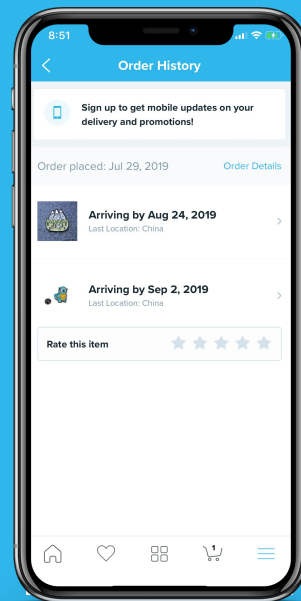 8:51
Order History
Sign up to get mobile updates on your
delivery and promotions!
Order placed: Jul 29, 2019 Order Details
Arriving by Aug 24, 2019
Last Location: China
Arriving by Sep 2, 2019
Last Location: China
Rate this item
1